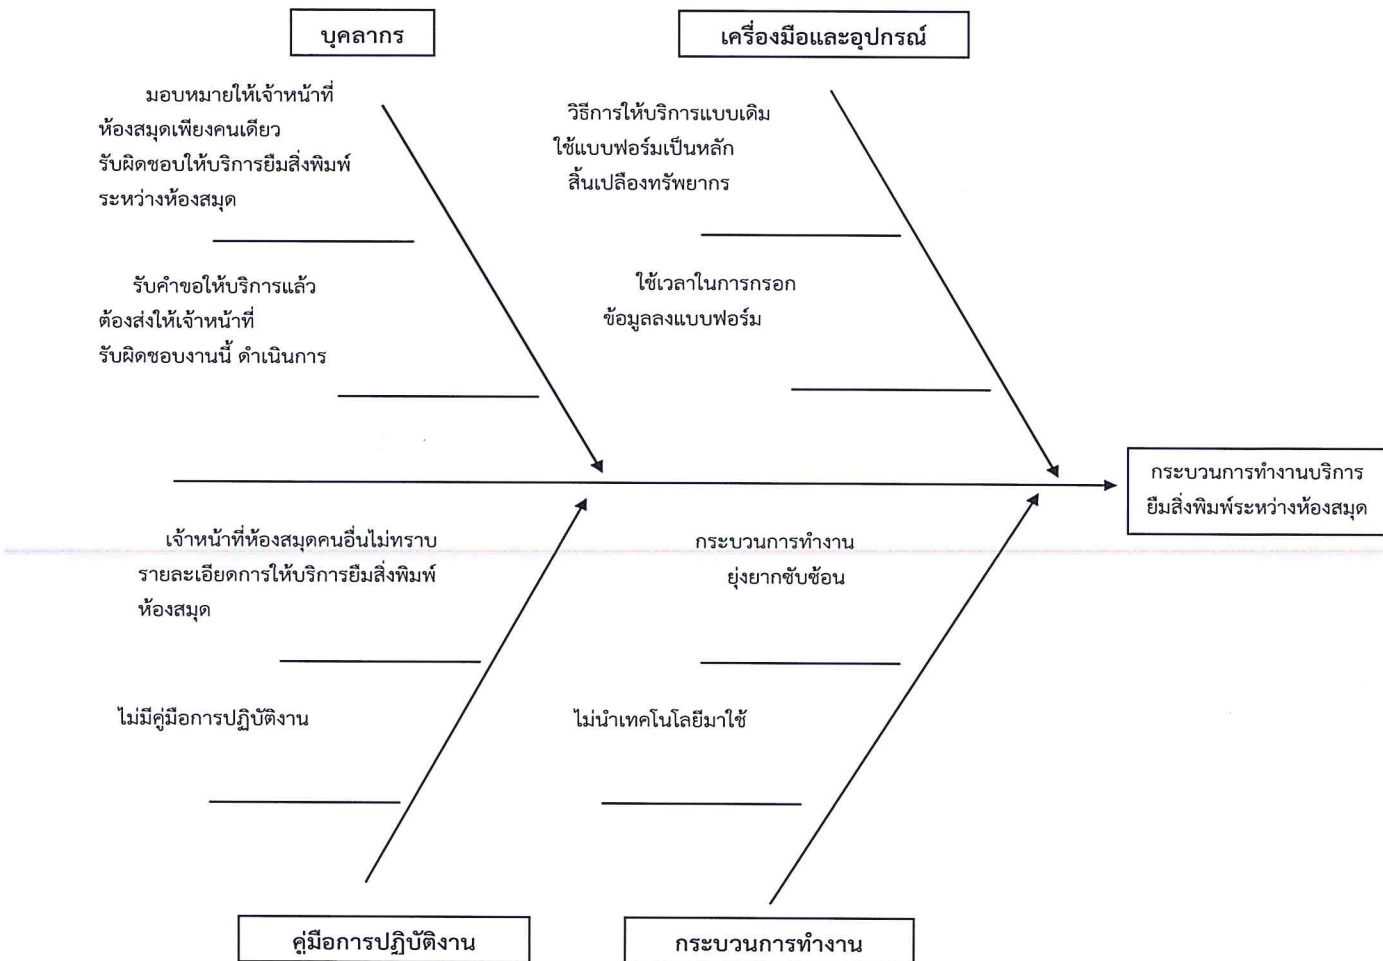 บุคลากร
เครื่องมือและอุปกรณ์
มอบหมายให้เจ้าหน้าที่
ห้องสมุดเพียงคนเดียว
รับผิดชอบให้บริการยืมสิ่งพิมพ์
ระหว่างห้องสมุด
วิธีการให้บริการแบบเดิม
ใช้แบบฟอร์มเป็นหลัก
สิ้นเปลืองทรัพยากร
รับคำขอให้บริการแล้ว
ต้องส่งให้เจ้าหน้าที่
รับผิดชอบงานนี้ ดำเนินการ
ใช้เวลาในการกรอก
ข้อมูลลงแบบฟอร์ม
กระบวนการทำงานบริการ
ยืมสิ่งพิมพ์ระหว่างห้องสมุด
เจ้าหน้าที่ห้องสมุดคนอื่นไม่ทราบ
รายละเอียดการให้บริการยืมสิ่งพิมพ์
ห้องสมุด
กระบวนการทำงาน
ยุ่งยากซับซ้อน
ไม่มีคู่มือการปฏิบัติงาน
ไม่นำเทคโนโลยีมาใช้
คู่มือการปฏิบัติงาน
กระบวนการทำงาน